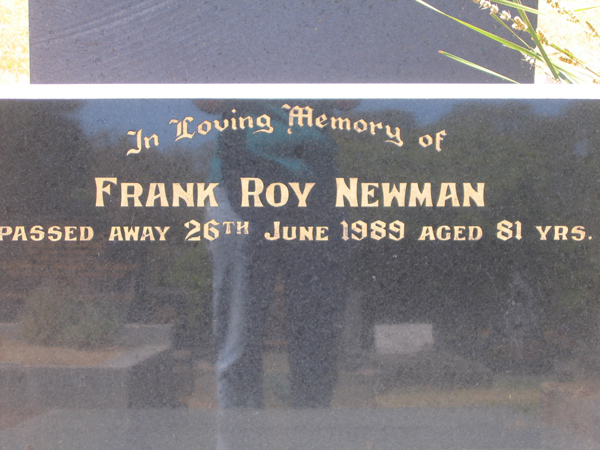 In Loving Memory of
FRANK ROY NEWMAN
PASSED AWAY 26TH JUNE 1989 AGED 81 YRS.